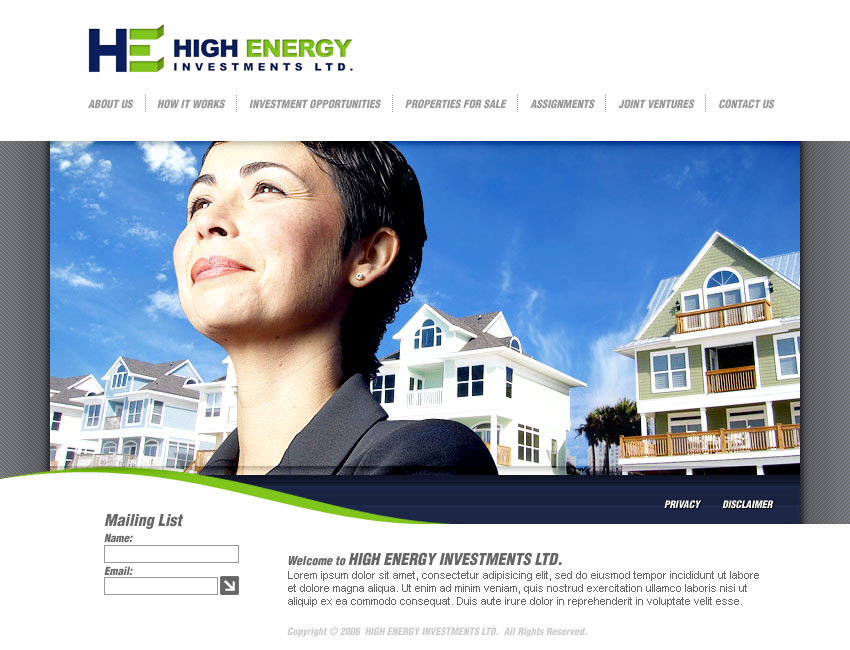 HE HIGH ENERGY
INVESTMENTS LTD.
ABOUT US HOW IT WORKS INVESTMENT OPPORTUNITIES PROPERTIES FOR SALE ASSIGNMENTS JOINT VENTURES CONTACT US
PRIVACY DISCLAIMER
Mailing List
Name:
Email:
Welcome to HIGH ENERGY INVESTMENTS LTD.
Lorem ipsum dolor sit amet, consectetur adipisicing elit, sed do eiusmod tempor incididunt ut labore
et dolore magna aliqua. Ut enim ad minim veniam, quis nostrud exercitation ullamco laboris nisi ut
aliquip ex ea commodo consequat. Duis aute irure dolor in reprehenderit in voluptate velit esse.
Copyright © 2006 HIGH ENERGY INVESTMENTS LTD. All Rights Reserved.